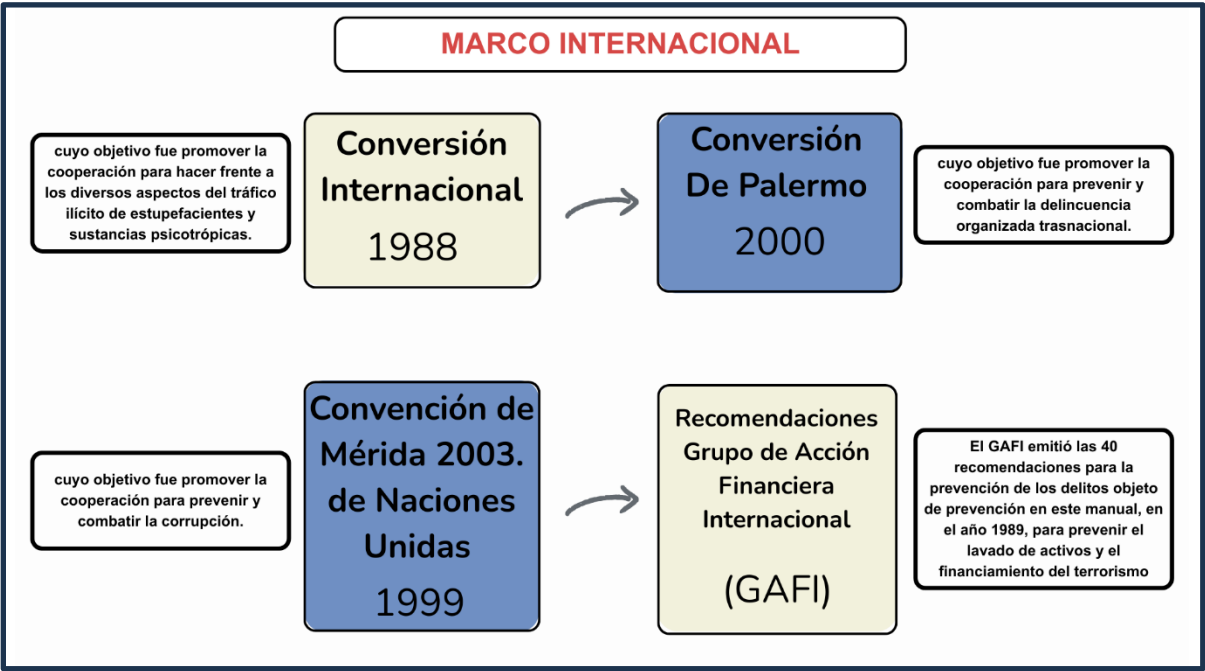 MARCO INTERNACIONAL
cuyo objetivo fue promover la
cooperación para hacer frente a
los diversos aspectos del tráfico
ilícito de estupefacientes y
sustancias psicotrópicas.
Conversión
Internacional
1988
Conversión
De Palermo
2000
cuyo objetivo fue promover la
cooperación para prevenir y
combatir la delincuencia
organizada trasnacional.
cuyo objetivo fue promover la
cooperación para prevenir y
combatir la corrupción.
Convención de
Mérida 2003.
de Naciones
Unidas
1999
Recomendaciones
Grupo de Acción
Financiera
Internacional
(GAFI)
El GAFI emitió las 40
recomendaciones para la
prevención de los delitos objeto
de prevención en este manual, en
el año 1989, para prevenir el
lavado de activos y el
financiamiento del terrorismo